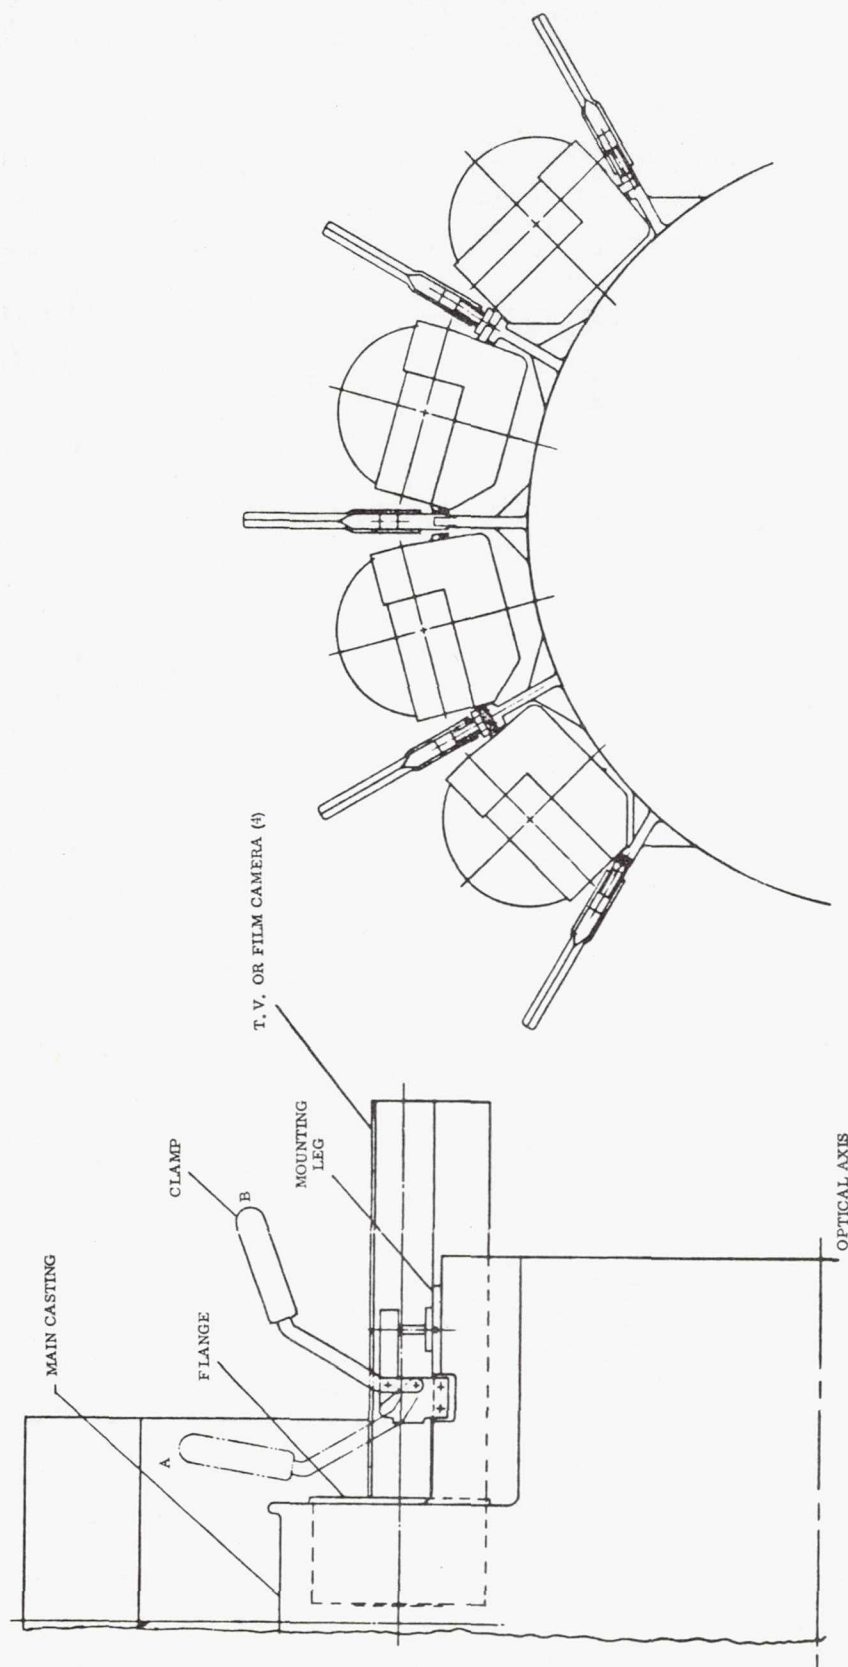 T.V. OR FILM CAMERA (4)
CLAMP
B
MOUNTING
LEG
MAIN CASTING
FLANGE
A
OPTICAL AXIS